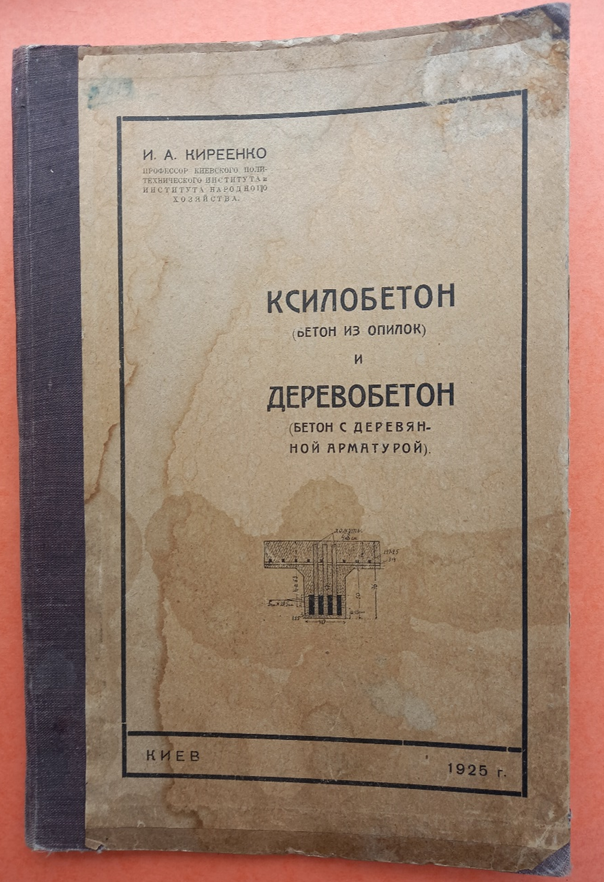 И. А. КИРЕЕНКО
ПРОФЕССОР КИЕВСКОГО ПОЛИ-
ТЕХНИЧЕСКОГО ИНСТИТУТА и
ИНСТИТУТА НАРОДНОГО
ХОЗЯЙСТВА.
КСИЛОБЕТОН
(БЕТОН ИЗ ОПИЛОК)
И
ДЕРЕВОБЕТОН
(БЕТОН С ДЕРЕВЯН-
НОЙ АРМАТУРОЙ).
КИЕВ
1925 г.